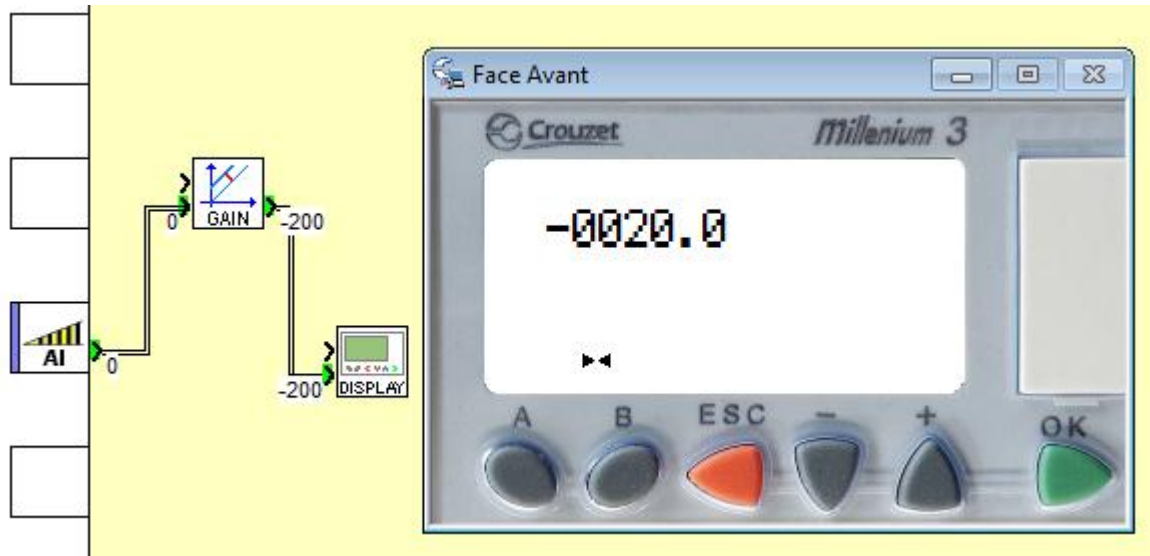 Face Avant
Crouzet
Millenium 3
-0020.0
GAIN
0
-200
AI
0
-200
DISPLAY
A B ESC - + OK